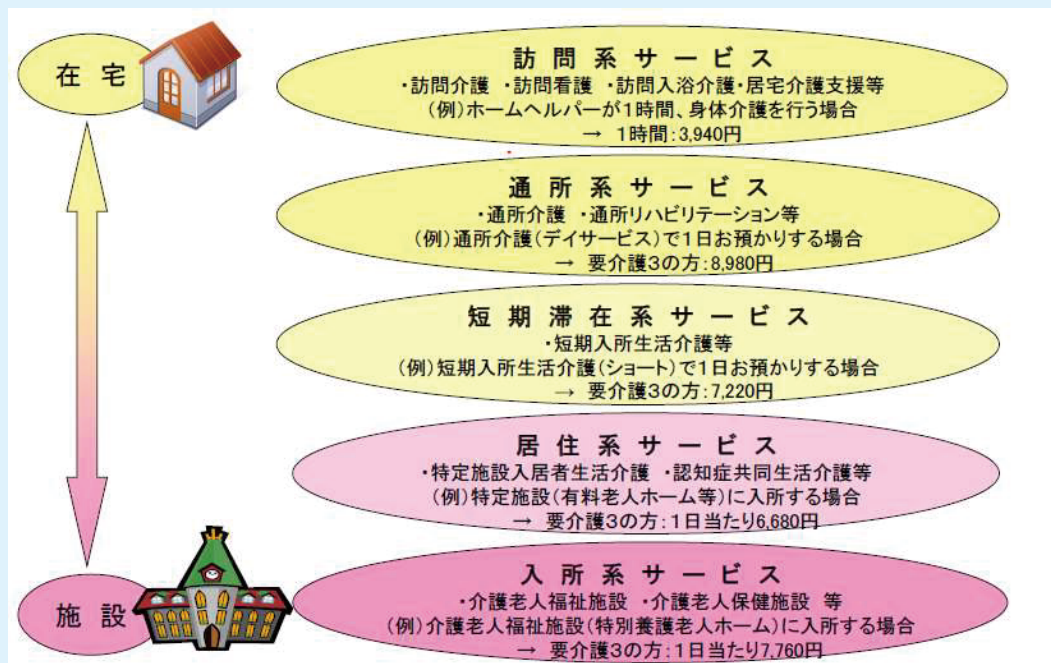 在 宅
訪 問 系 サ ー ビ ス
・訪問介護 ・訪問看護 ・訪問入浴介護・居宅介護支援等
（例）ホームヘルパーが１時間、身体介護を行う場合
→ 1時間：3,940円
通 所 系 サ ー ビ ス
・通所介護 ・通所リハビリテーション等
（例）通所介護（デイサービス）で１日お預かりする場合
→ 要介護３の方：8,980円
短 期 滞 在 系 サ ー ビ ス
・短期入所生活介護等
（例）短期入所生活介護（ショート）で１日お預かりする場合
→ 要介護３の方：7,220円
居 住 系 サ ー ビ ス
・特定施設入居者生活介護 ・認知症共同生活介護等
（例）特定施設（有料老人ホーム等）に入所する場合
→ 要介護３の方：１日当たり6,680円
施 設
入 所 系 サ ー ビ ス
・介護老人福祉施設 ・介護老人保健施設 等
（例）介護老人福祉施設（特別養護老人ホーム）に入所する場合
→ 要介護３の方：１日当たり7,760円